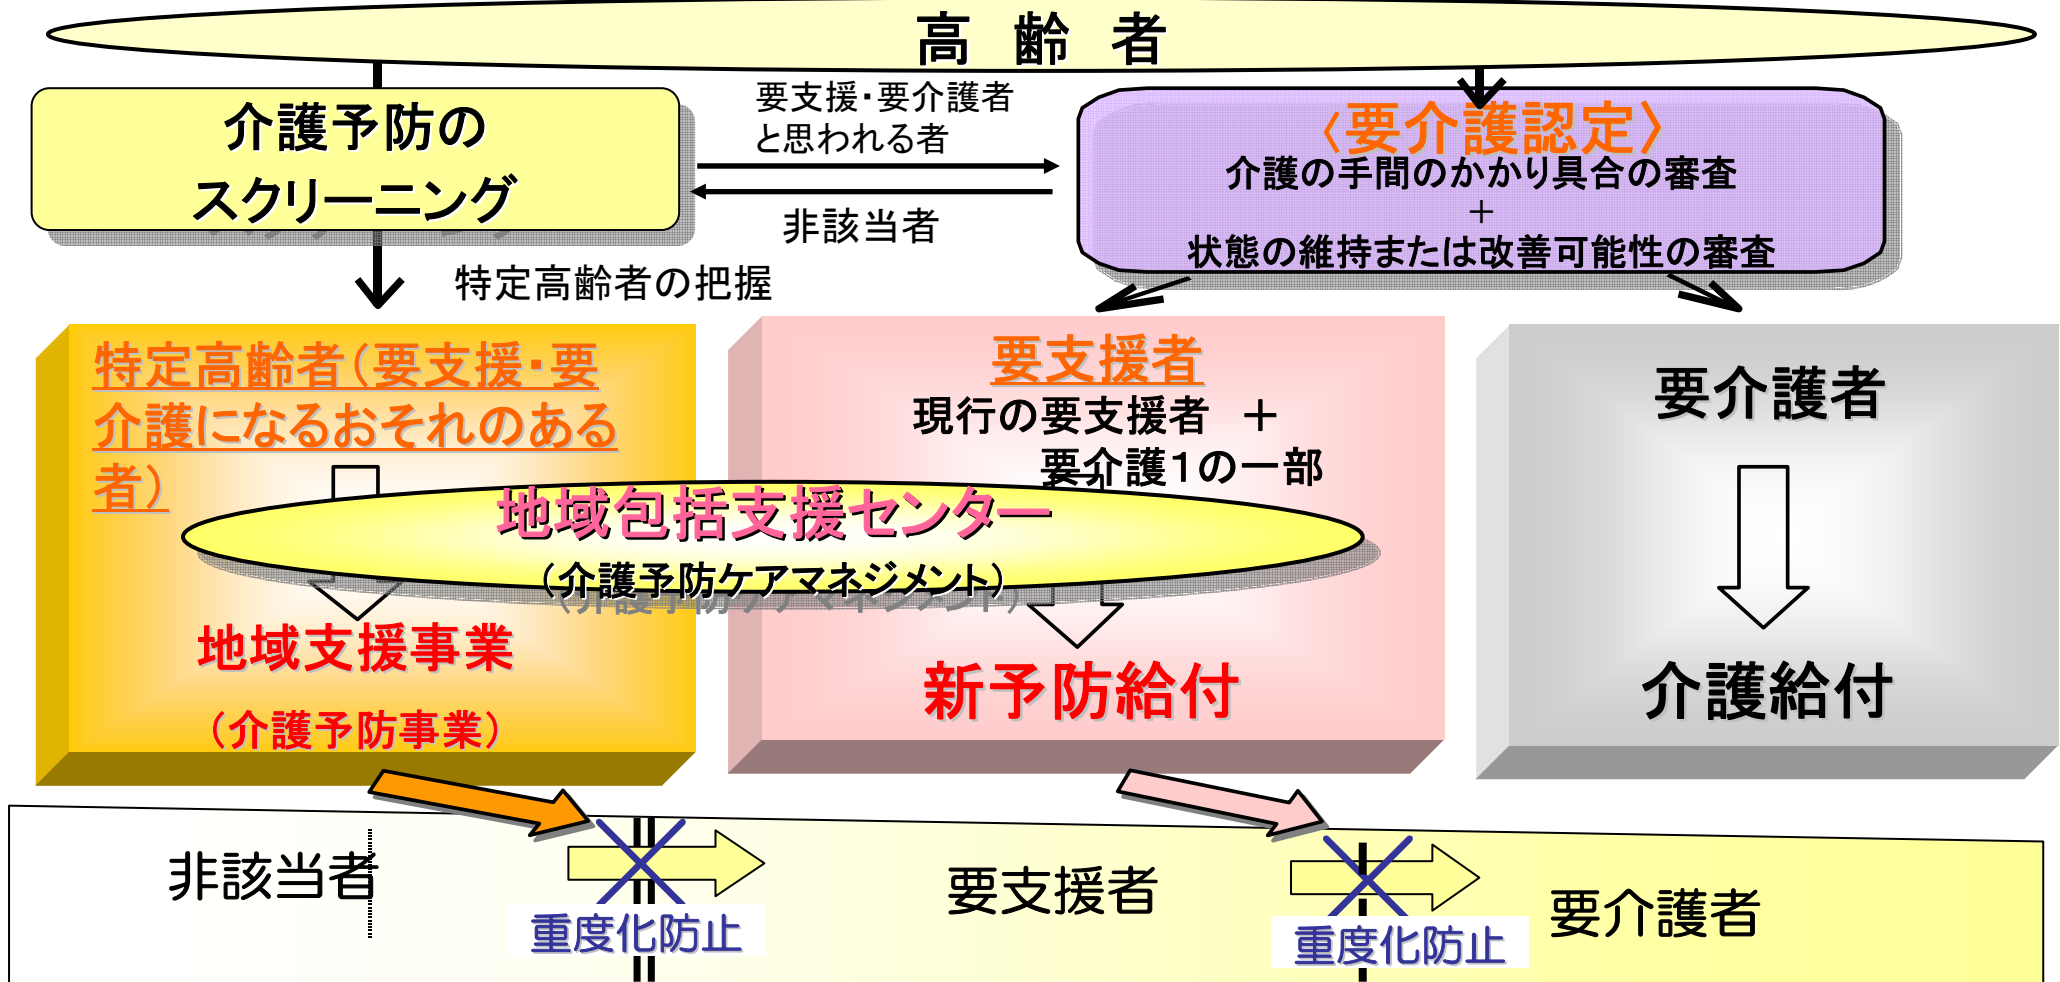 高 齢 者
介護予防の
スクリーニング
要支援・要介護者
と思われる者
非該当者
〈要介護認定〉
介護の手間のかかり具合の審査
+
状態の維持または改善可能性の審査
特定高齢者の把握
特定高齢者(要支援・要
介護になるおそれのある
者)
要支援者
現行の要支援者 +
要介護1の一部
要介護者
地域包括支援センター
(介護予防ケアマネジメント)
地域支援事業
(介護予防事業)
新予防給付
介護給付
非該当者
重度化防止
要支援者
重度化防止
要介護者